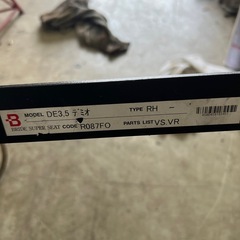 B MODEL DE3.5 デミオ TYPE RH -
BRIDE SUPER SEAT CODE R087FO PARTS LIST VS.VR